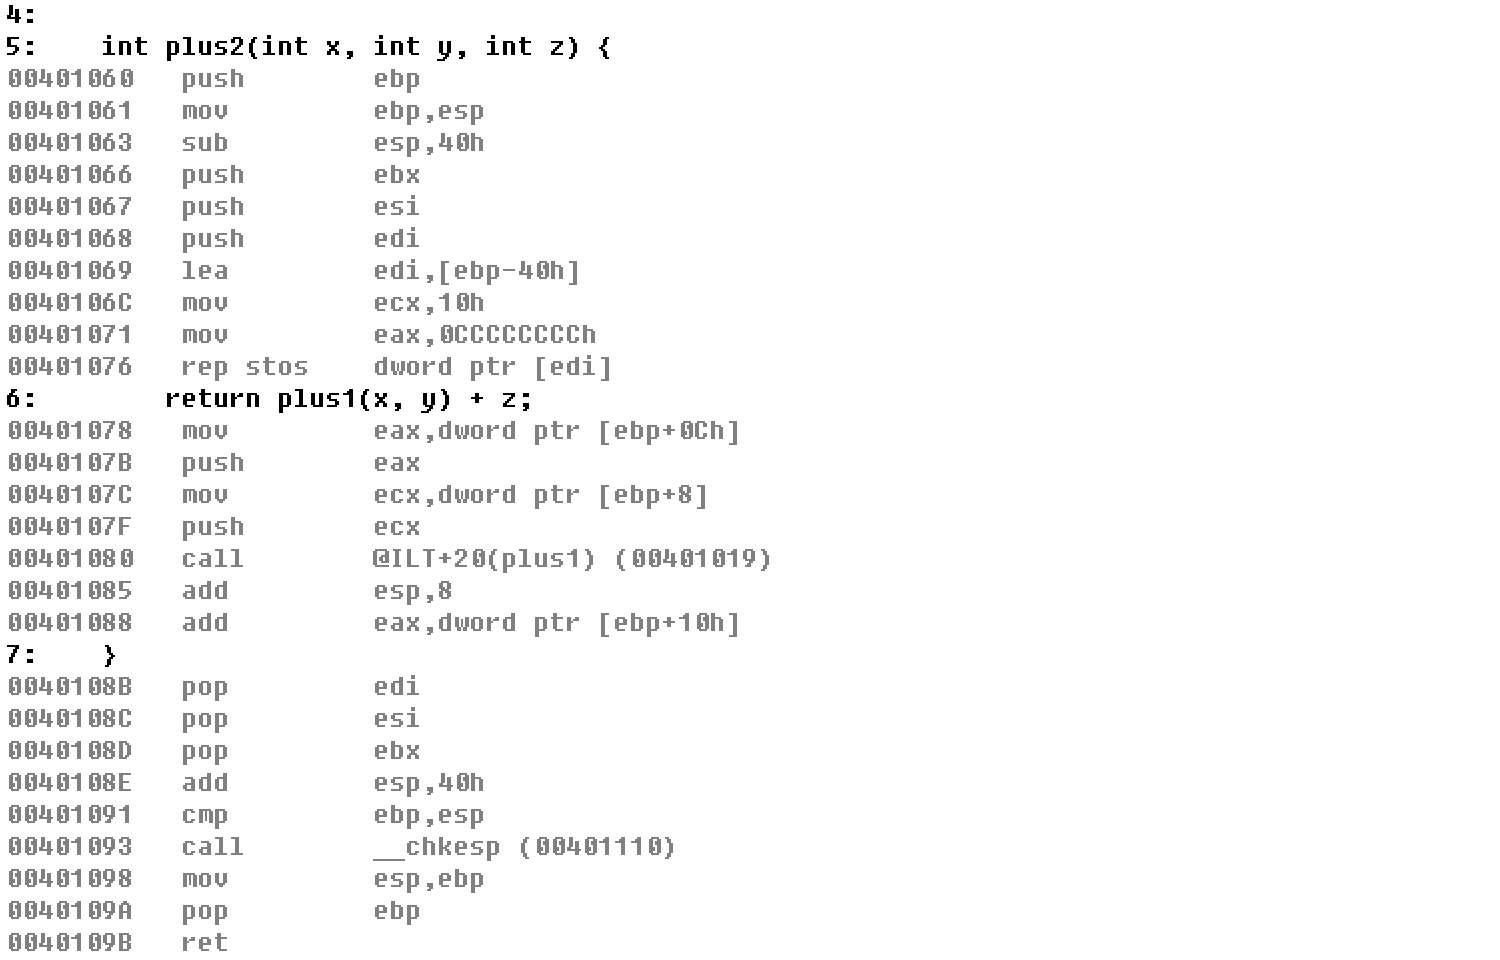 4:
5:    int plus2(int x, int y, int z) {
00401060   push        ebp
00401061   mov         ebp,esp
00401063   sub         esp,40h
00401066   push        ebx
00401067   push        esi
00401068   push        edi
00401069   lea         edi,[ebp-40h]
0040106C   mov         ecx,10h
00401071   mov         eax,0CCCCCCCCh
00401076   rep stos    dword ptr [edi]
6:        return plus1(x, y) + z;
00401078   mov         eax,dword ptr [ebp+0Ch]
0040107B   push        eax
0040107C   mov         ecx,dword ptr [ebp+8]
0040107F   push        ecx
00401080   call        @ILT+20(plus1) (00401019)
00401085   add         esp,8
00401088   add         eax,dword ptr [ebp+10h]
7:    }
0040108B   pop         edi
0040108C   pop         esi
0040108D   pop         ebx
0040108E   add         esp,40h
00401091   cmp         ebp,esp
00401093   call        __chkesp (00401110)
00401098   mov         esp,ebp
0040109A   pop         ebp
0040109B   ret